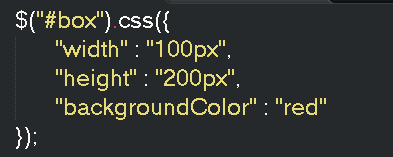 $("#box").css({
"width" : "100px",
"height" : "200px",
"backgroundColor" : "red"
});